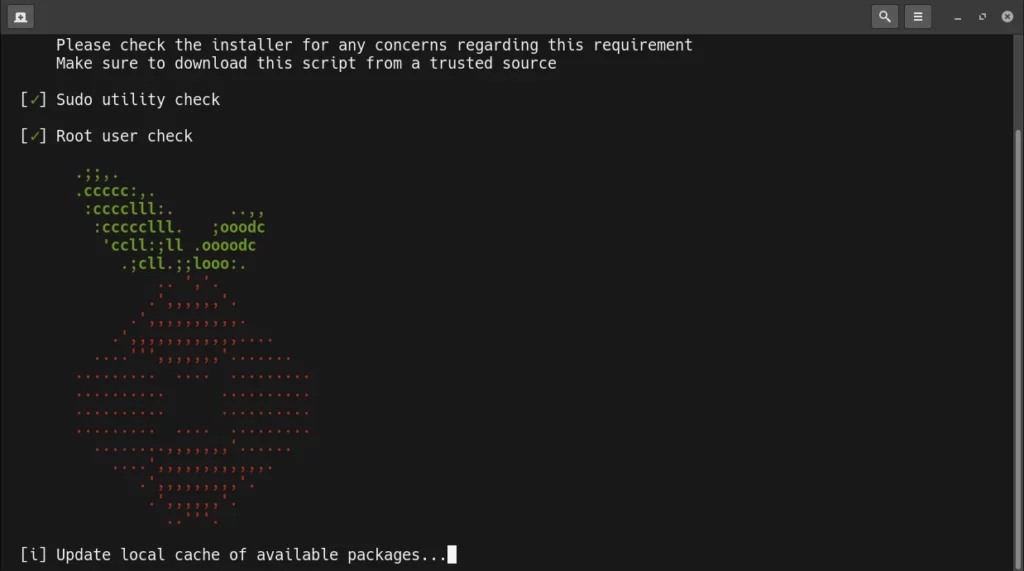 Please check the installer for any concerns regarding this requirement
Make sure to download this script from a trusted source
[✓] Sudo utility check
[✓] Root user check
.;;,.
.ccccc:,.
:cccclll:.      ..,,
:ccccclll.   ;ooodc
'ccll:;ll .oooodc
.;cll.;;looo:.
.. ','.
.',,,,,,'.
.',,,,,,,,,,.
.',,,,,,,,,,,,....
....''',,,,,,,'.......
.........  ....  .........
..........      ..........
..........      ..........
.........  ....  .........
........,,,,,,,'......
....',,,,,,,,,,,,.
.',,,,,,,,,'.
.',,,,,,'.
..'''.
[i] Update local cache of available packages...